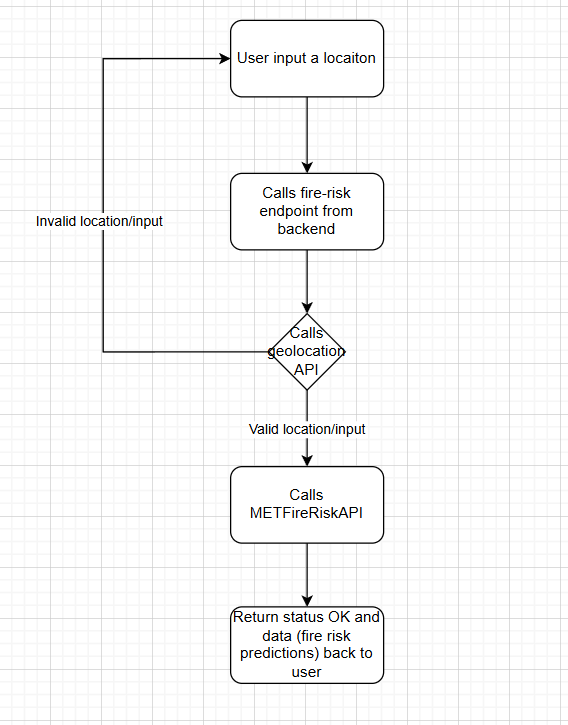 User input a locaiton
Calls fire-risk
endpoint from
backend
Invalid location/input
Calls
geolocation
API
Valid location/input
Calls
METFireRiskAPI
Return status OK and
data (fire risk
predictions) back to
user